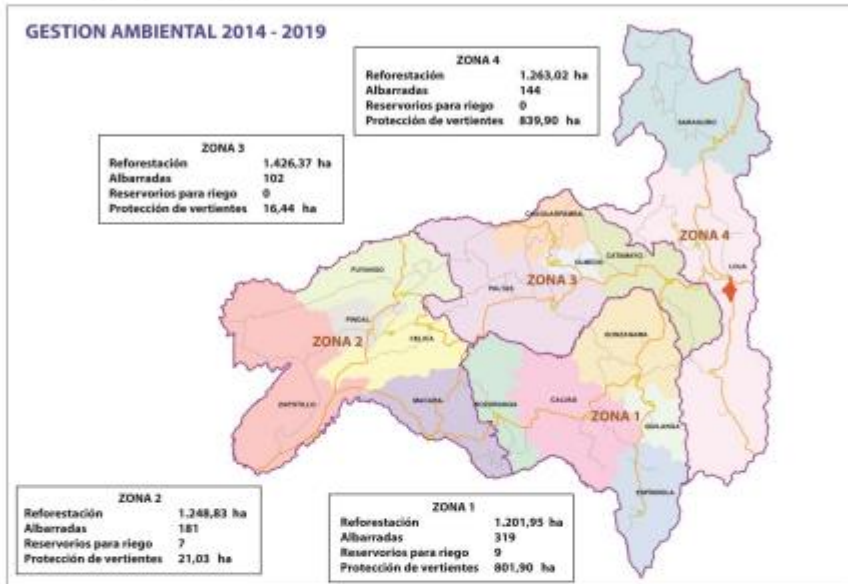 GESTION AMBIENTAL 2014 - 2019
ZONA 4
Reforestación 1.263,02 ha
Albarradas 144
Reservorios para riego 0
Protección de vertientes 839,90 ha
ZONA 3
Reforestación 1.426,37 ha
Albarradas 102
Reservorios para riego 0
Protección de vertientes 16,44 ha
SARAGURO
CHAGUARPAMBA
ZONA 4
OLMEDO
CATAMAYO
LOJA
PUYANGO
PALTAS
ZONA 3
PINDAL
GONZANAMA
ZONA 2
CELICA
ZAPOTILLO
MACARA
SOZORANGA
CALVAS
ZONA 1
QUILANGA
ESPINDOLA
ZONA 2
Reforestación 1.248,83 ha
Albarradas 181
Reservorios para riego 7
Protección de vertientes 21,03 ha
ZONA 1
Reforestación 1.201,95 ha
Albarradas 319
Reservorios para riego 9
Protección de vertientes 801,90 ha